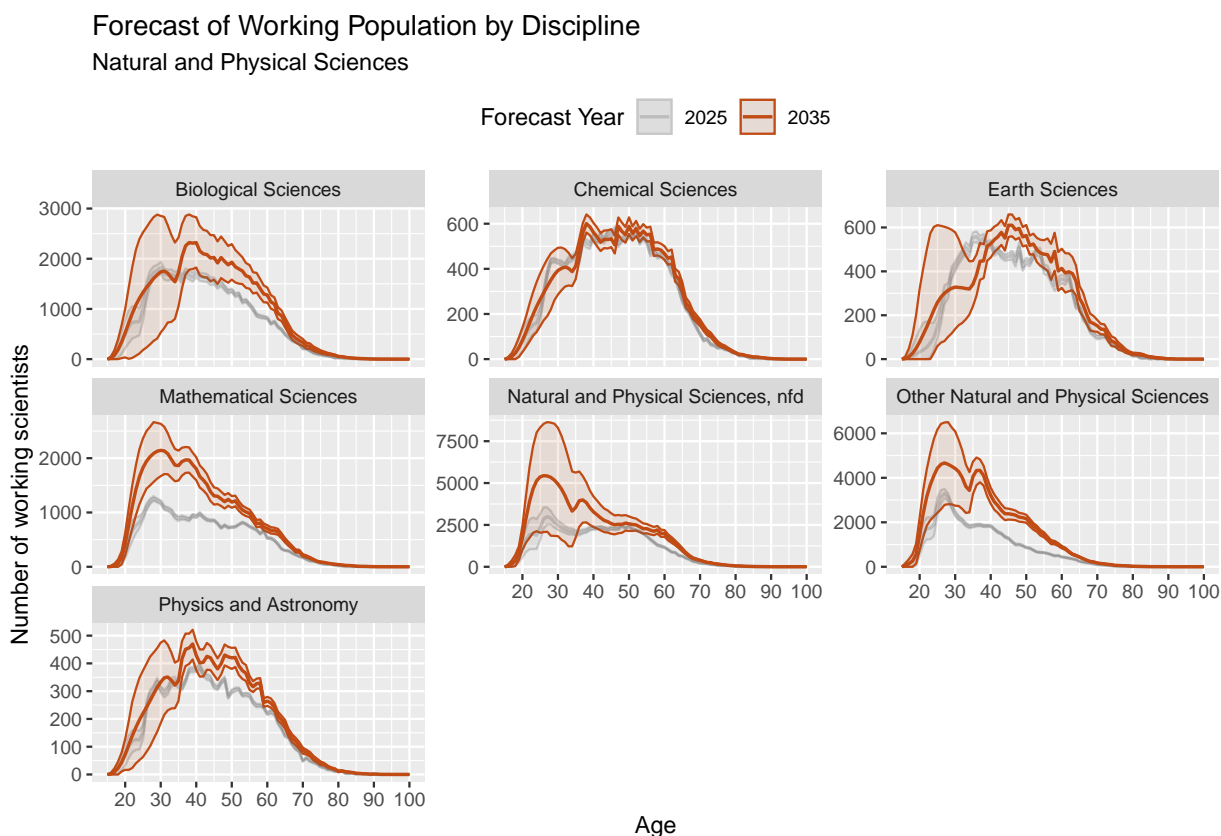 Forecast of Working Population by Discipline
Natural and Physical Sciences
Forecast Year 2025 2035
Number of working scientists
Biological Sciences
3000
2000
1000
0
Chemical Sciences
600
400
200
0
Earth Sciences
600
400
200
0
Mathematical Sciences
2000
1000
0
Natural and Physical Sciences, nfd
7500
5000
2500
0
20 30 40 50 60 70 80 90 100
Other Natural and Physical Sciences
6000
4000
2000
0
20 30 40 50 60 70 80 90 100
Physics and Astronomy
500
400
300
200
100
0
20 30 40 50 60 70 80 90 100
Age